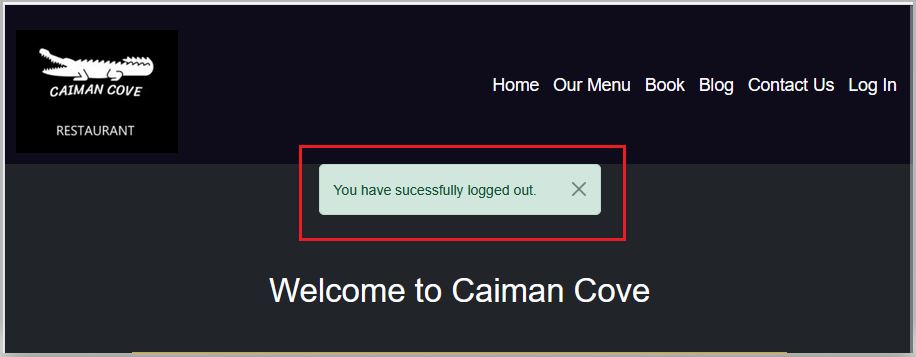 CAIMAN COVE
RESTAURANT
Home Our Menu Book Blog Contact Us Log In
You have sucessfully logged out.
Welcome to Caiman Cove